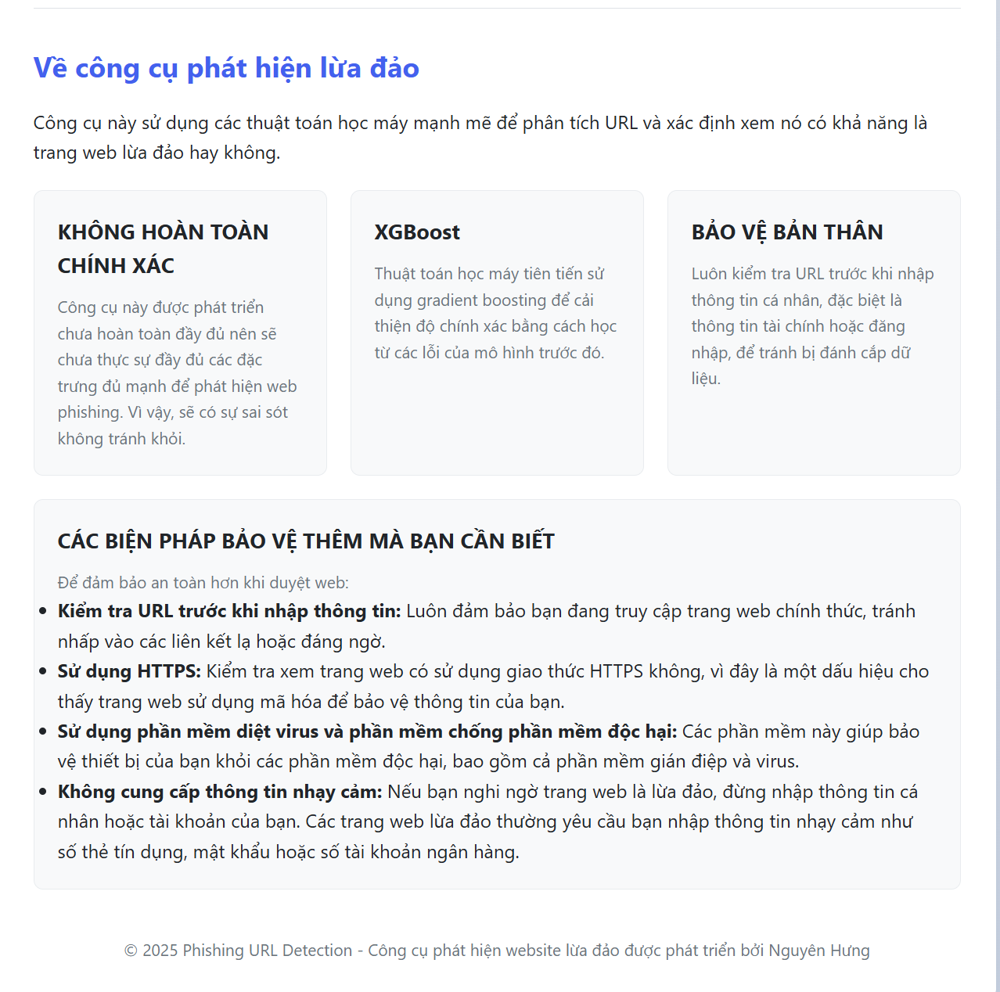 Về công cụ phát hiện lừa đảo
Công cụ này sử dụng các thuật toán học máy mạnh mẽ để phân tích URL và xác định xem nó có khả năng là
trang web lừa đảo hay không.
KHÔNG HOÀN TOÀN
CHÍNH XÁC
Công cụ này được phát triển
chưa hoàn toàn đầy đủ nên sẽ
chưa thực sự đầy đủ các đặc
trưng đủ mạnh để phát hiện web
phishing. Vì vậy, sẽ có sự sai sót
không tránh khỏi.
XGBoost
Thuật toán học máy tiên tiến sử
dụng gradient boosting để cải
thiện độ chính xác bằng cách học
từ các lỗi của mô hình trước đó.
BẢO VỆ BẢN THÂN
Luôn kiểm tra URL trước khi nhập
thông tin cá nhân, đặc biệt là
thông tin tài chính hoặc đăng
nhập, để tránh bị đánh cắp dữ
liệu.
CÁC BIỆN PHÁP BẢO VỆ THÊM MÀ BẠN CẦN BIẾT
Để đảm bảo an toàn hơn khi duyệt web:
• Kiểm tra URL trước khi nhập thông tin: Luôn đảm bảo bạn đang truy cập trang web chính thức, tránh
nhấp vào các liên kết lạ hoặc đáng ngờ.
• Sử dụng HTTPS: Kiểm tra xem trang web có sử dụng giao thức HTTPS không, vì đây là một dấu hiệu cho
thấy trang web sử dụng mã hóa để bảo vệ thông tin của bạn.
• Sử dụng phần mềm diệt virus và phần mềm chống phần mềm độc hại: Các phần mềm này giúp bảo
vệ thiết bị của bạn khỏi các phần mềm độc hại, bao gồm cả phần mềm gián điệp và virus.
• Không cung cấp thông tin nhạy cảm: Nếu bạn nghi ngờ trang web là lừa đảo, đừng nhập thông tin cá
nhân hoặc tài khoản của bạn. Các trang web lừa đảo thường yêu cầu bạn nhập thông tin nhạy cảm như
số thẻ tín dụng, mật khẩu hoặc số tài khoản ngân hàng.
© 2025 Phishing URL Detection - Công cụ phát hiện website lừa đảo được phát triển bởi Nguyên Hưng